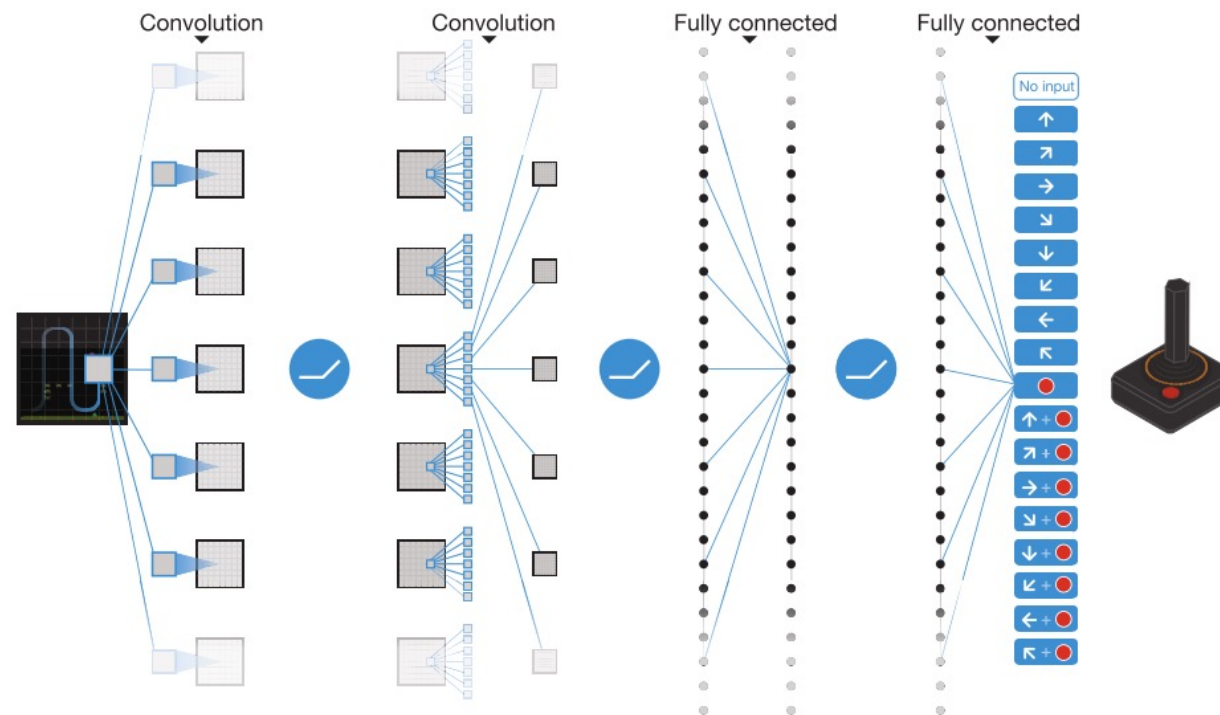 Convolution
Convolution
Fully connected
Fully connected
No input
+
+
+
+
+
+
+
+